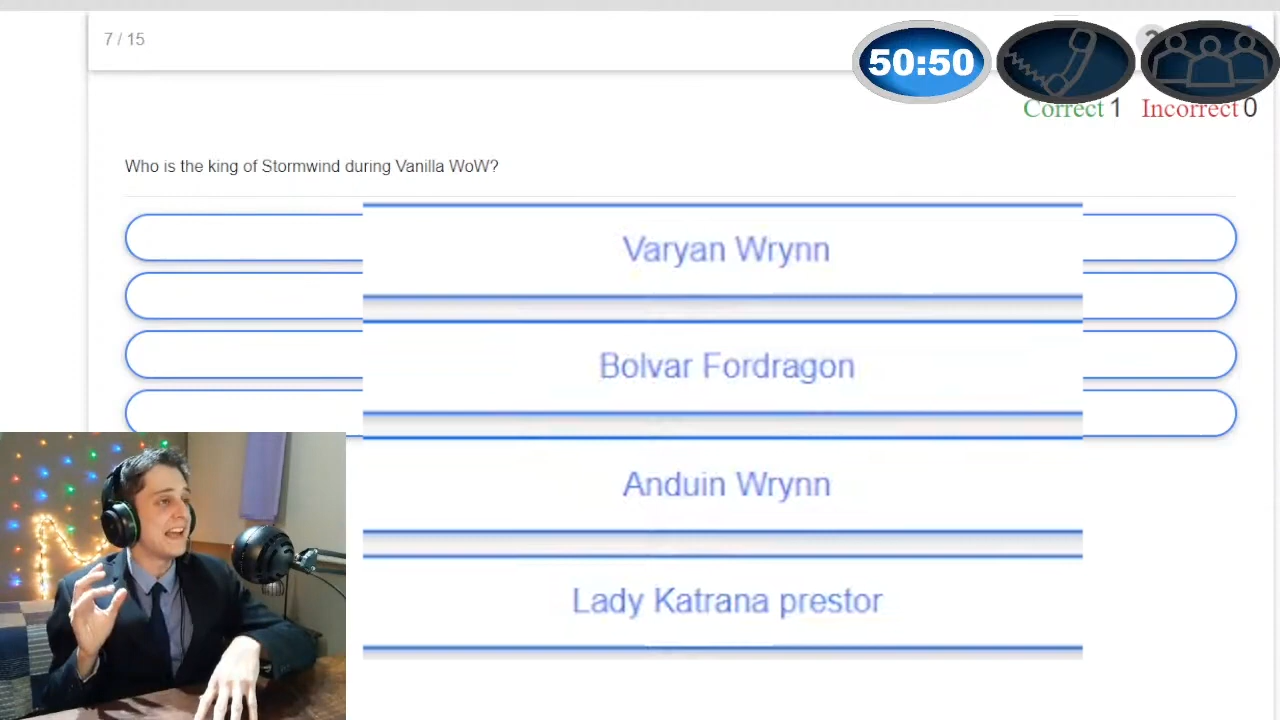 7 / 15
50:50
Correct 1 Incorrect 0
Who is the king of Stormwind during Vanilla WoW?
Varyan Wrynn
Bolvar Fordragon
Anduin Wrynn
Lady Katrana prestor